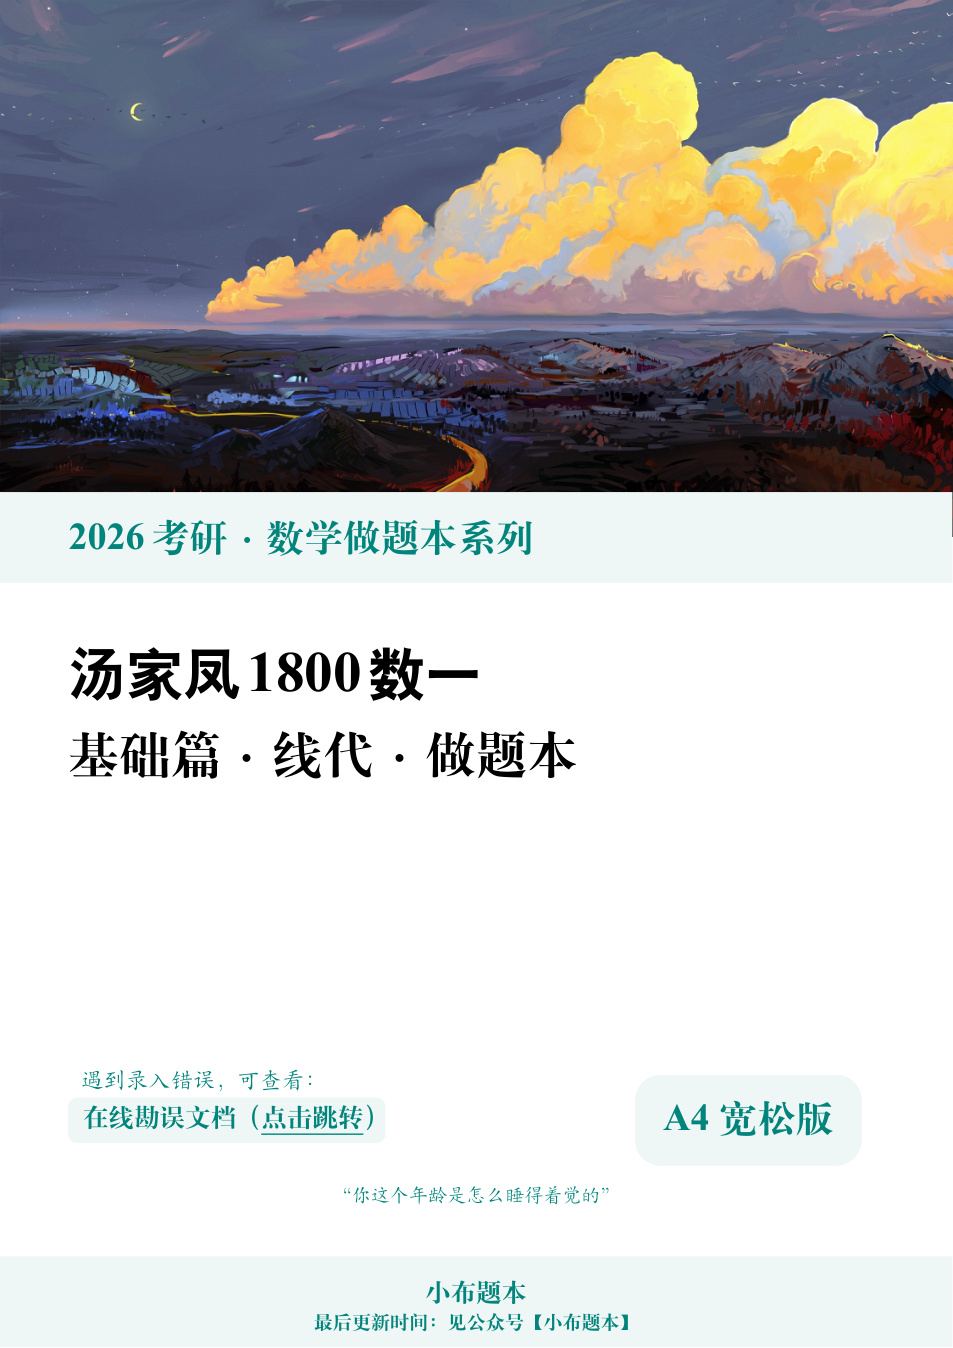 2026 考研 · 数学做题本系列
汤家凤1800数一
基础篇 · 线代 · 做题本
遇到录入错误，可查看：
在线勘误文档（点击跳转）
A4 宽松版
“你这个年龄是怎么睡得着觉的”
小布题本
最后更新时间：见公众号【小布题本】